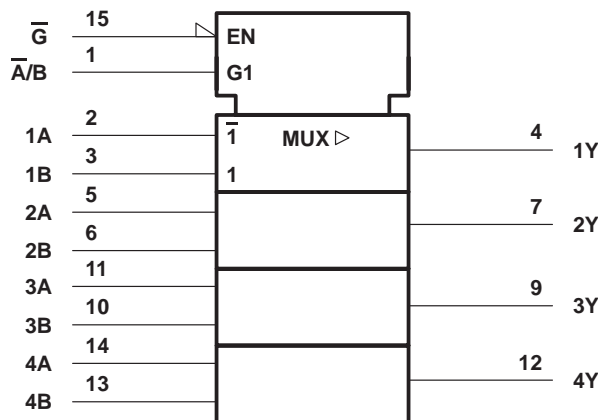 G̅ 15 EN
A̅/B 1 G1
1A 2 1̅ MUX ▷ 4 1Y
1B 3 1
2A 5 7 2Y
2B 6
3A 11 9 3Y
3B 10
4A 14 12 4Y
4B 13